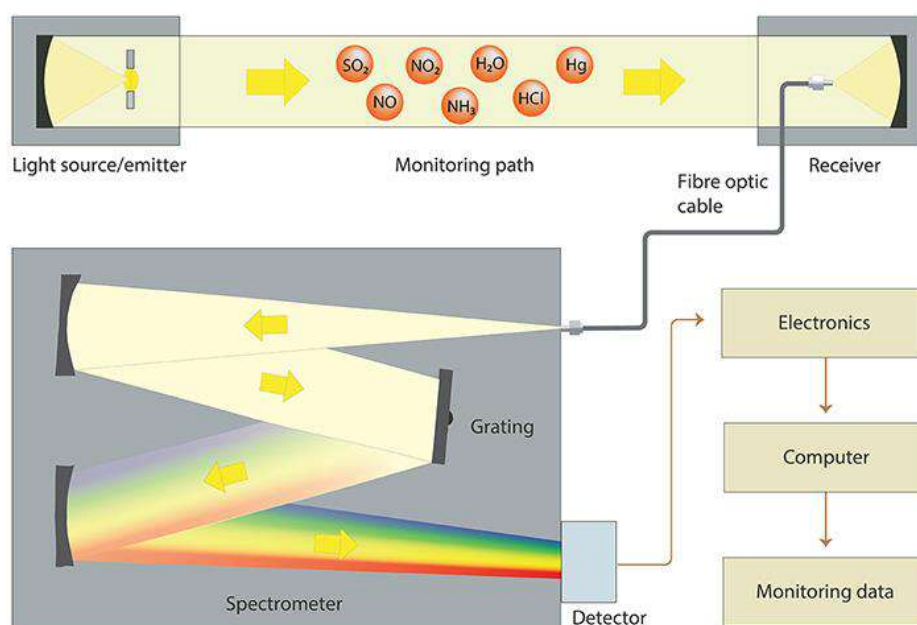 SO₂
NO₂
H₂O
Hg
NO
NH₃
HCl
Light source/emitter
Monitoring path
Receiver
Fibre optic
cable
Electronics
Grating
Computer
Monitoring data
Spectrometer
Detector